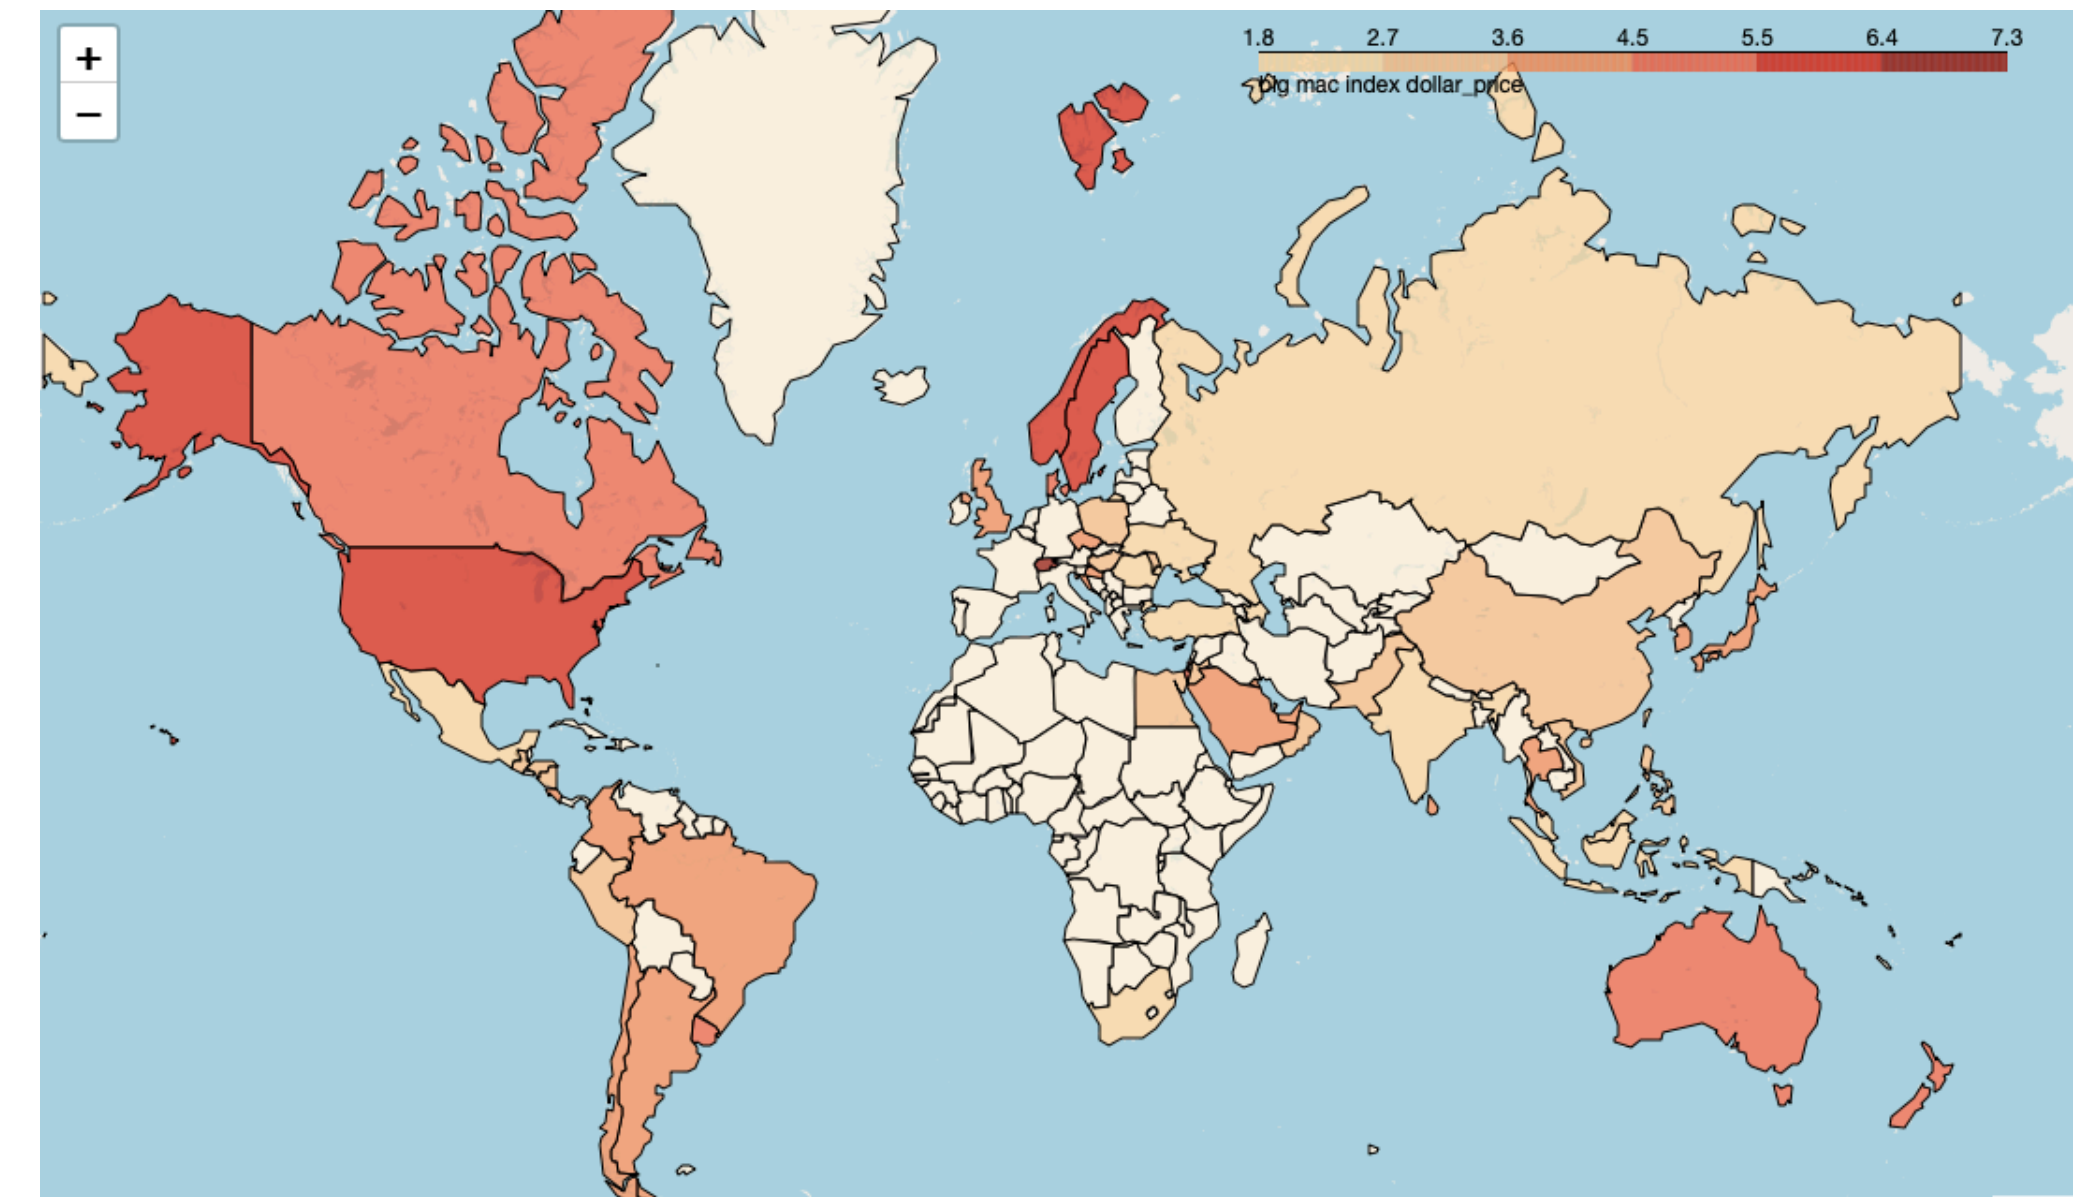 +
−
1.8 2.7 3.6 4.5 5.5 6.4 7.3
big mac index dollar_price